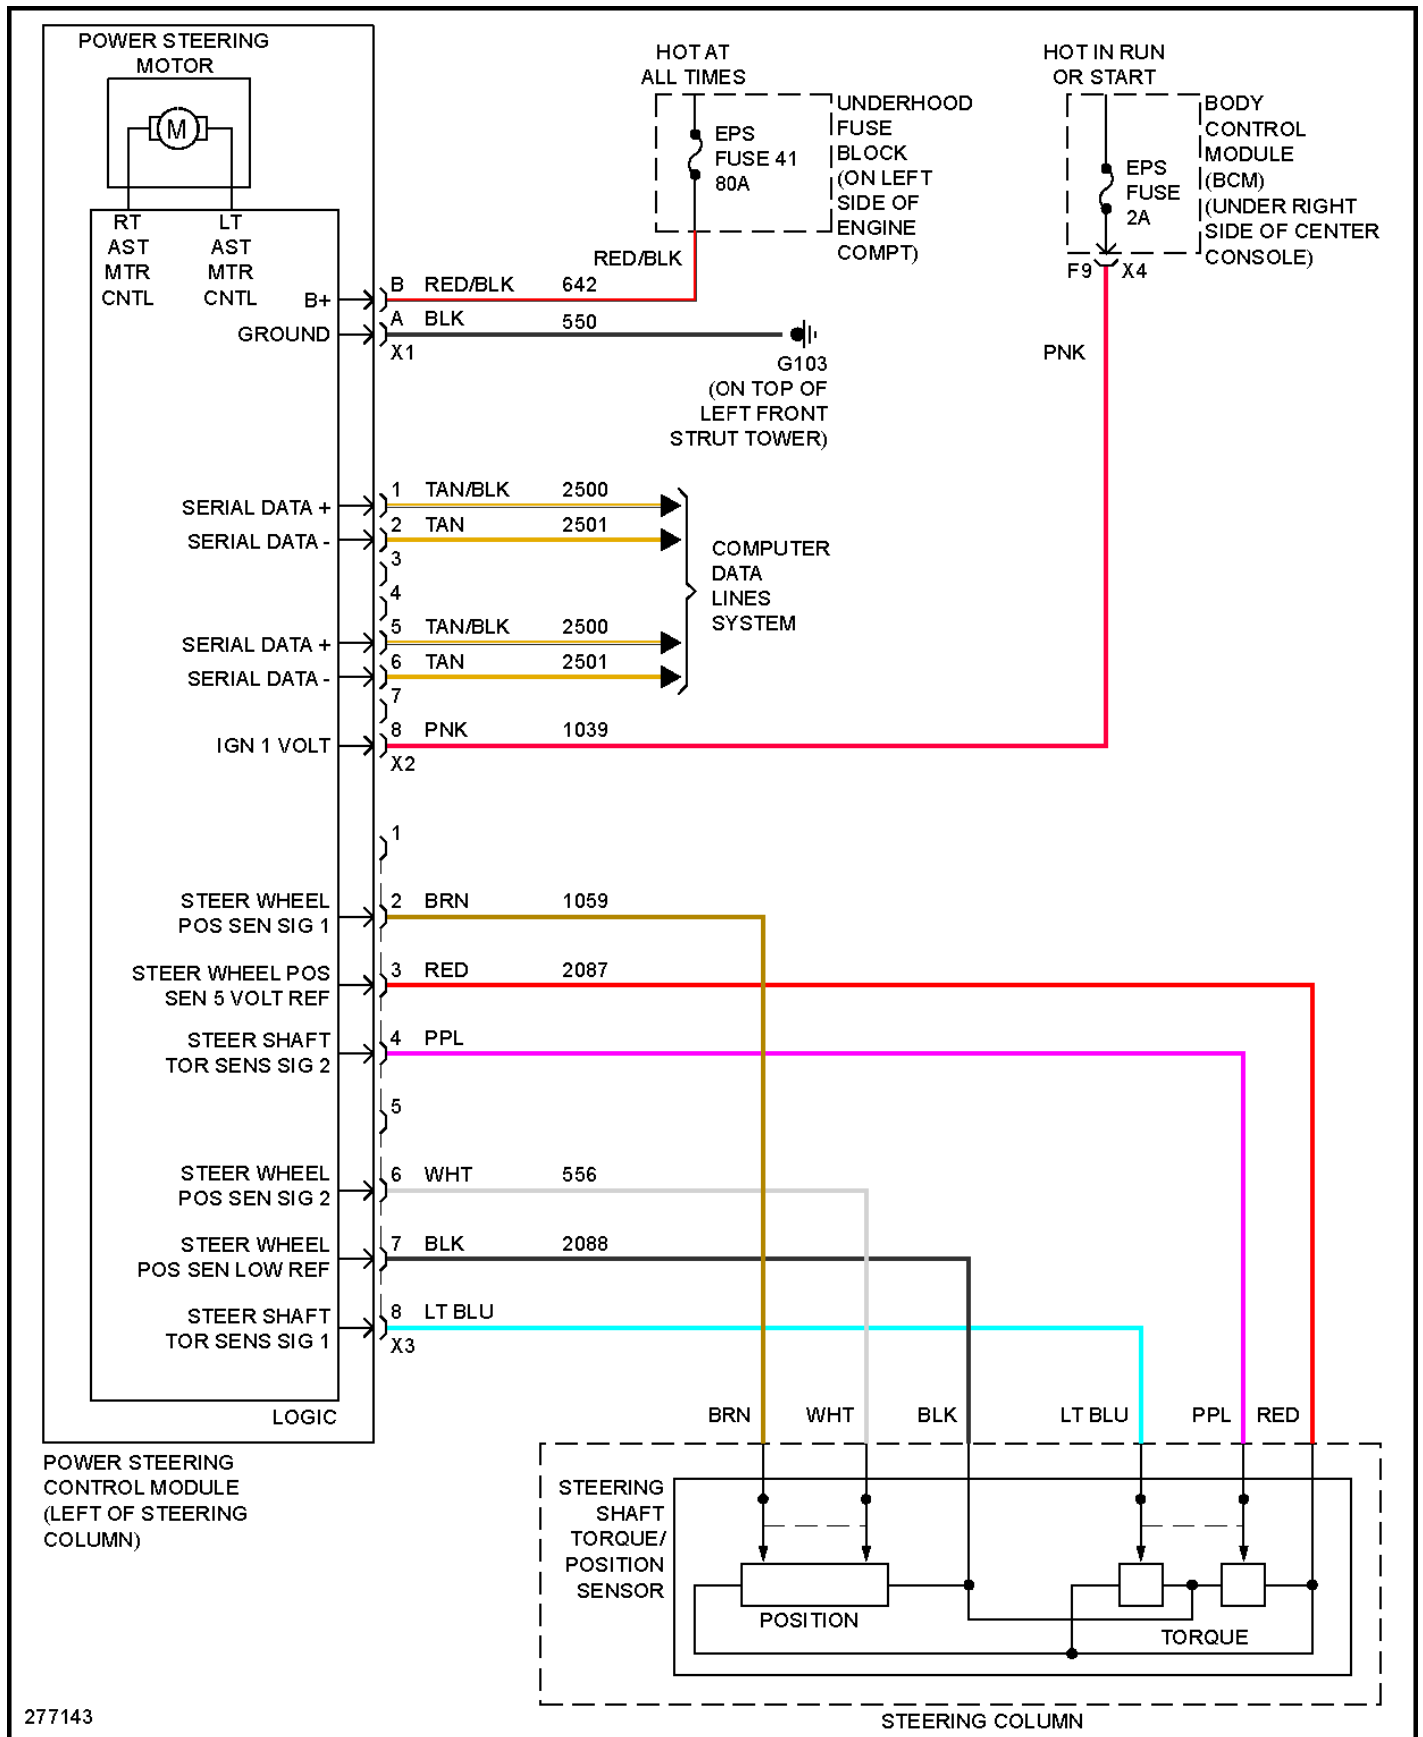 POWER STEERING
MOTOR
M
RT
AST
MTR
CNTL
LT
AST
MTR
CNTL
HOT AT
ALL TIMES
EPS
FUSE 41
80A
UNDERHOOD
FUSE
BLOCK
(ON LEFT
SIDE OF
ENGINE
COMPT)
RED/BLK
HOT IN RUN
OR START
EPS
FUSE
2A
BODY
CONTROL
MODULE
(BCM)
(UNDER RIGHT
SIDE OF CENTER
CONSOLE)
F9 X4
PNK
B+ B RED/BLK 642
GROUND A BLK 550
X1
G103
(ON TOP OF
LEFT FRONT
STRUT TOWER)
SERIAL DATA + 1 TAN/BLK 2500
SERIAL DATA - 2 TAN 2501
3
4
SERIAL DATA + 5 TAN/BLK 2500
SERIAL DATA - 6 TAN 2501
7
IGN 1 VOLT 8 PNK 1039
X2
COMPUTER
DATA
LINES
SYSTEM
1
STEER WHEEL
POS SEN SIG 1
2 BRN 1059
STEER WHEEL POS
SEN 5 VOLT REF
3 RED 2087
STEER SHAFT
TOR SENS SIG 2
4 PPL
5
STEER WHEEL
POS SEN SIG 2
6 WHT 556
STEER WHEEL
POS SEN LOW REF
7 BLK 2088
STEER SHAFT
TOR SENS SIG 1
8 LT BLU
X3
LOGIC
POWER STEERING
CONTROL MODULE
(LEFT OF STEERING
COLUMN)
BRN WHT BLK LT BLU PPL RED
STEERING
SHAFT
TORQUE/
POSITION
SENSOR
POSITION
TORQUE
STEERING COLUMN
277143